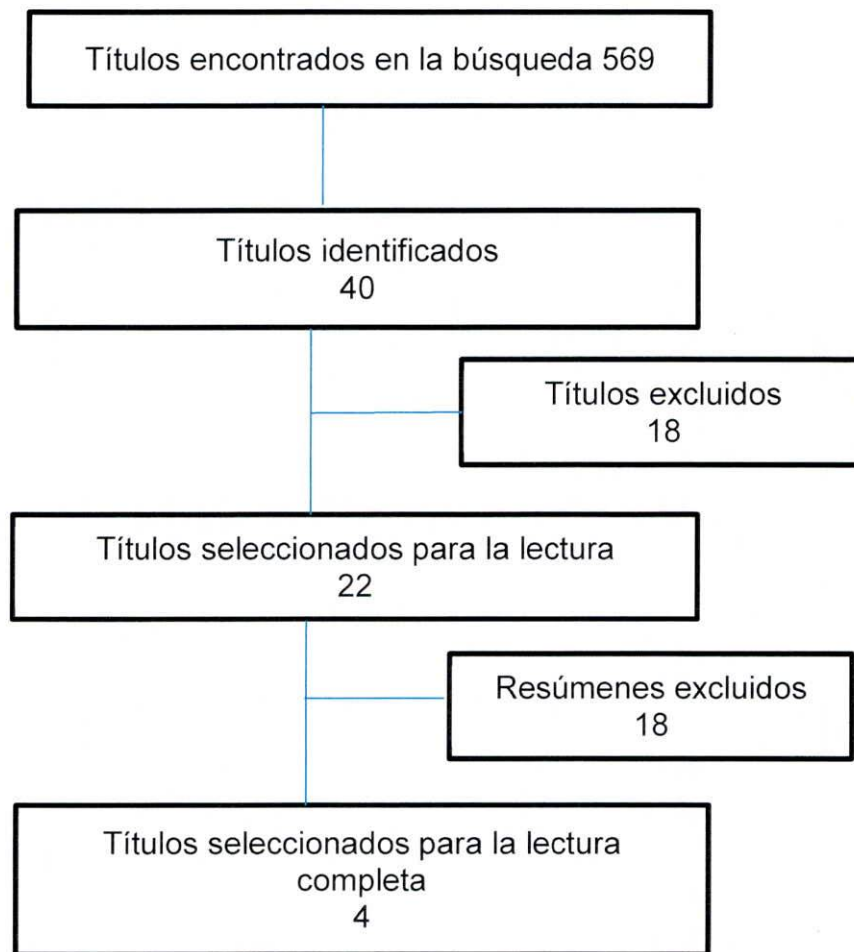 Títulos encontrados en la búsqueda 569
Títulos identificados
40
Títulos excluidos
18
Títulos seleccionados para la lectura
22
Resúmenes excluidos
18
Títulos seleccionados para la lectura
completa
4